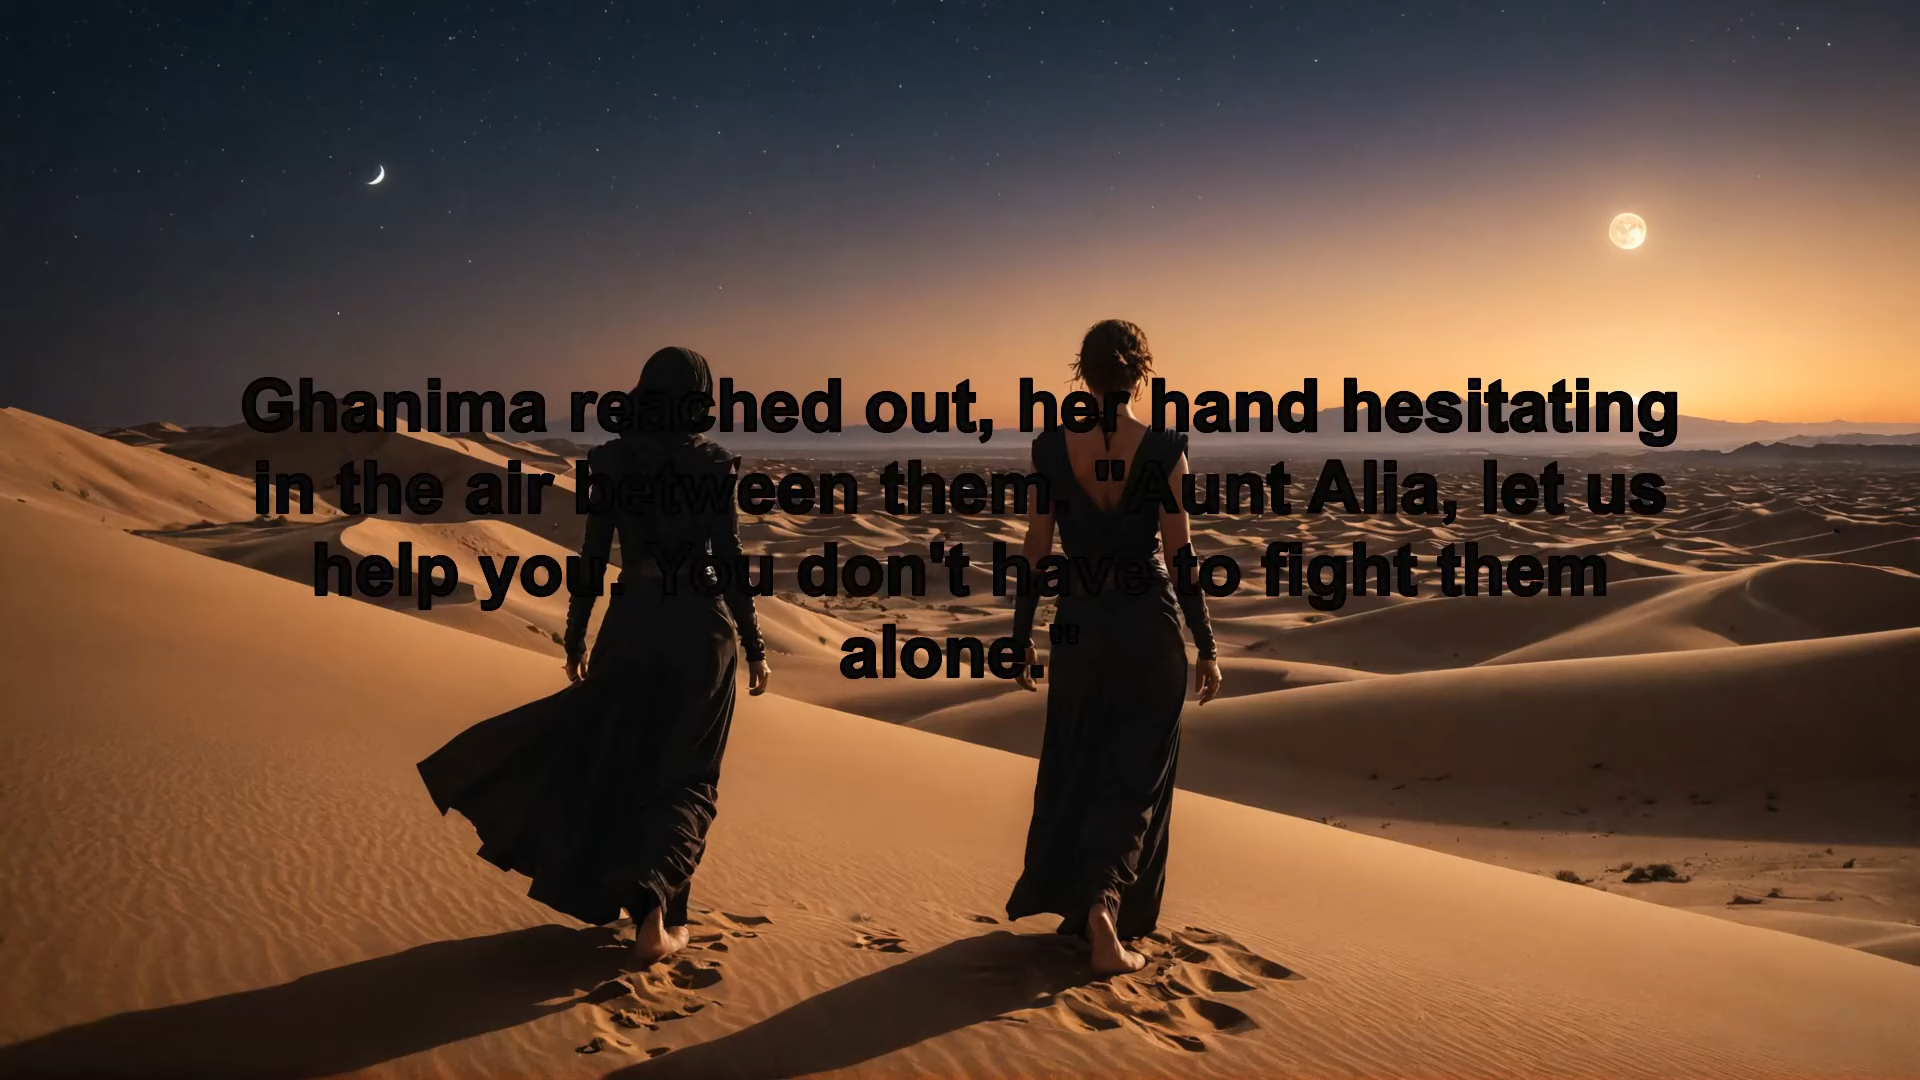 Ghanima reached out, her hand hesitating
in the air between them. "Aunt Alia, let us
help you. You don't have to fight them
alone."